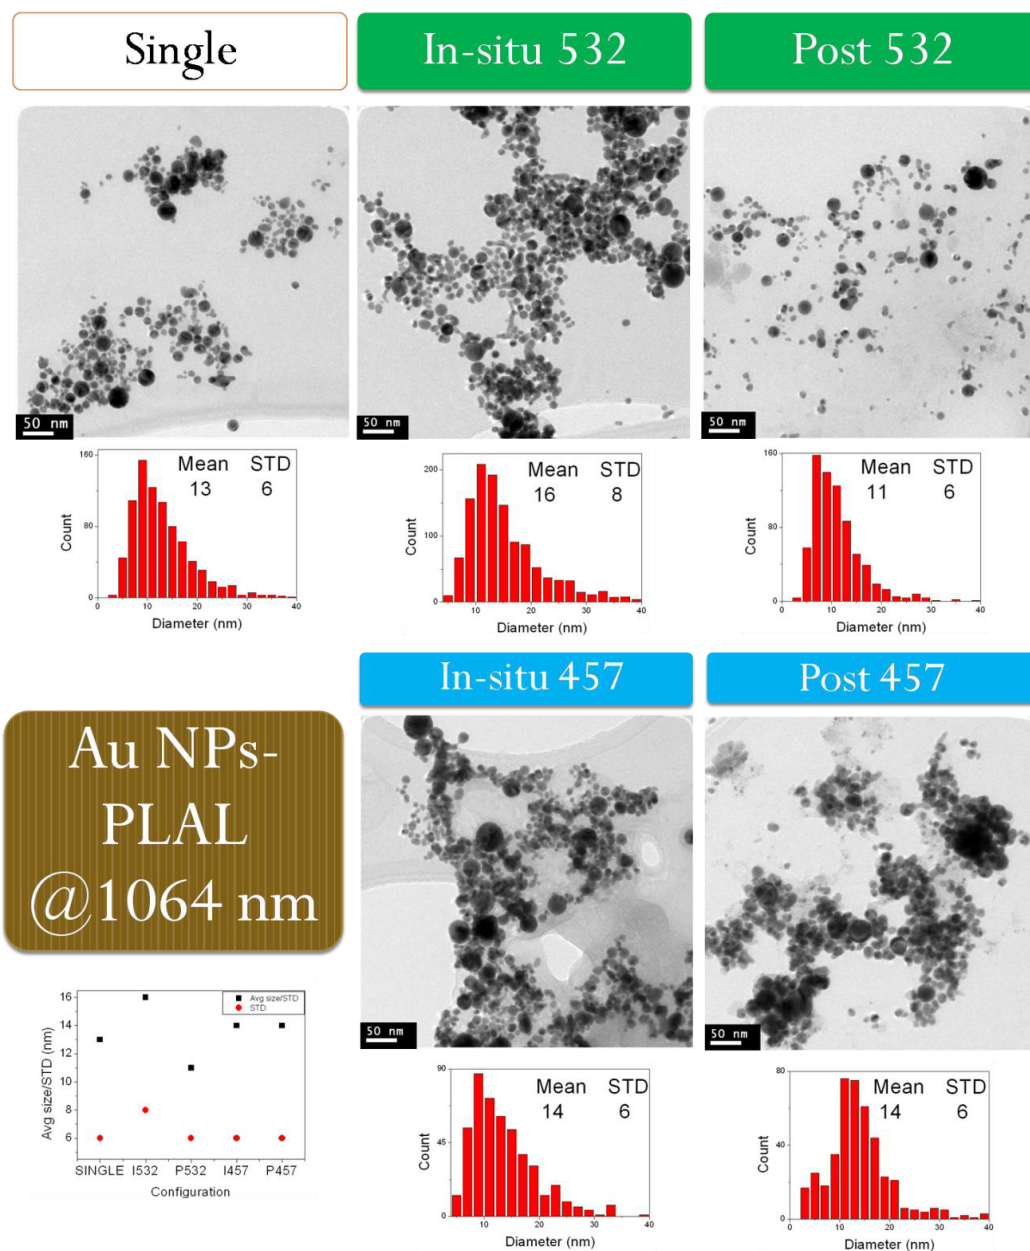 Single
In-situ 532
Post 532
50 nm
50 nm
50 nm
160
80
0
Count
Mean STD
13 6
0 10 20 30 40
Diameter (nm)
200
100
0
Count
Mean STD
16 8
10 20 30 40
Diameter (nm)
160
80
0
Count
Mean STD
11 6
0 10 20 30 40
Diameter (nm)
In-situ 457
Post 457
Au NPs-
PLAL
@1064 nm
50 nm
50 nm
16
14
12
10
8
6
Avg size/STD (nm)
Avg size/STD
STD
SINGLE I532 P532 I457 P457
Configuration
90
45
0
Count
Mean STD
14 6
10 20 30 40
Diameter (nm)
80
40
0
Count
Mean STD
14 6
0 10 20 30 40
Diameter (nm)